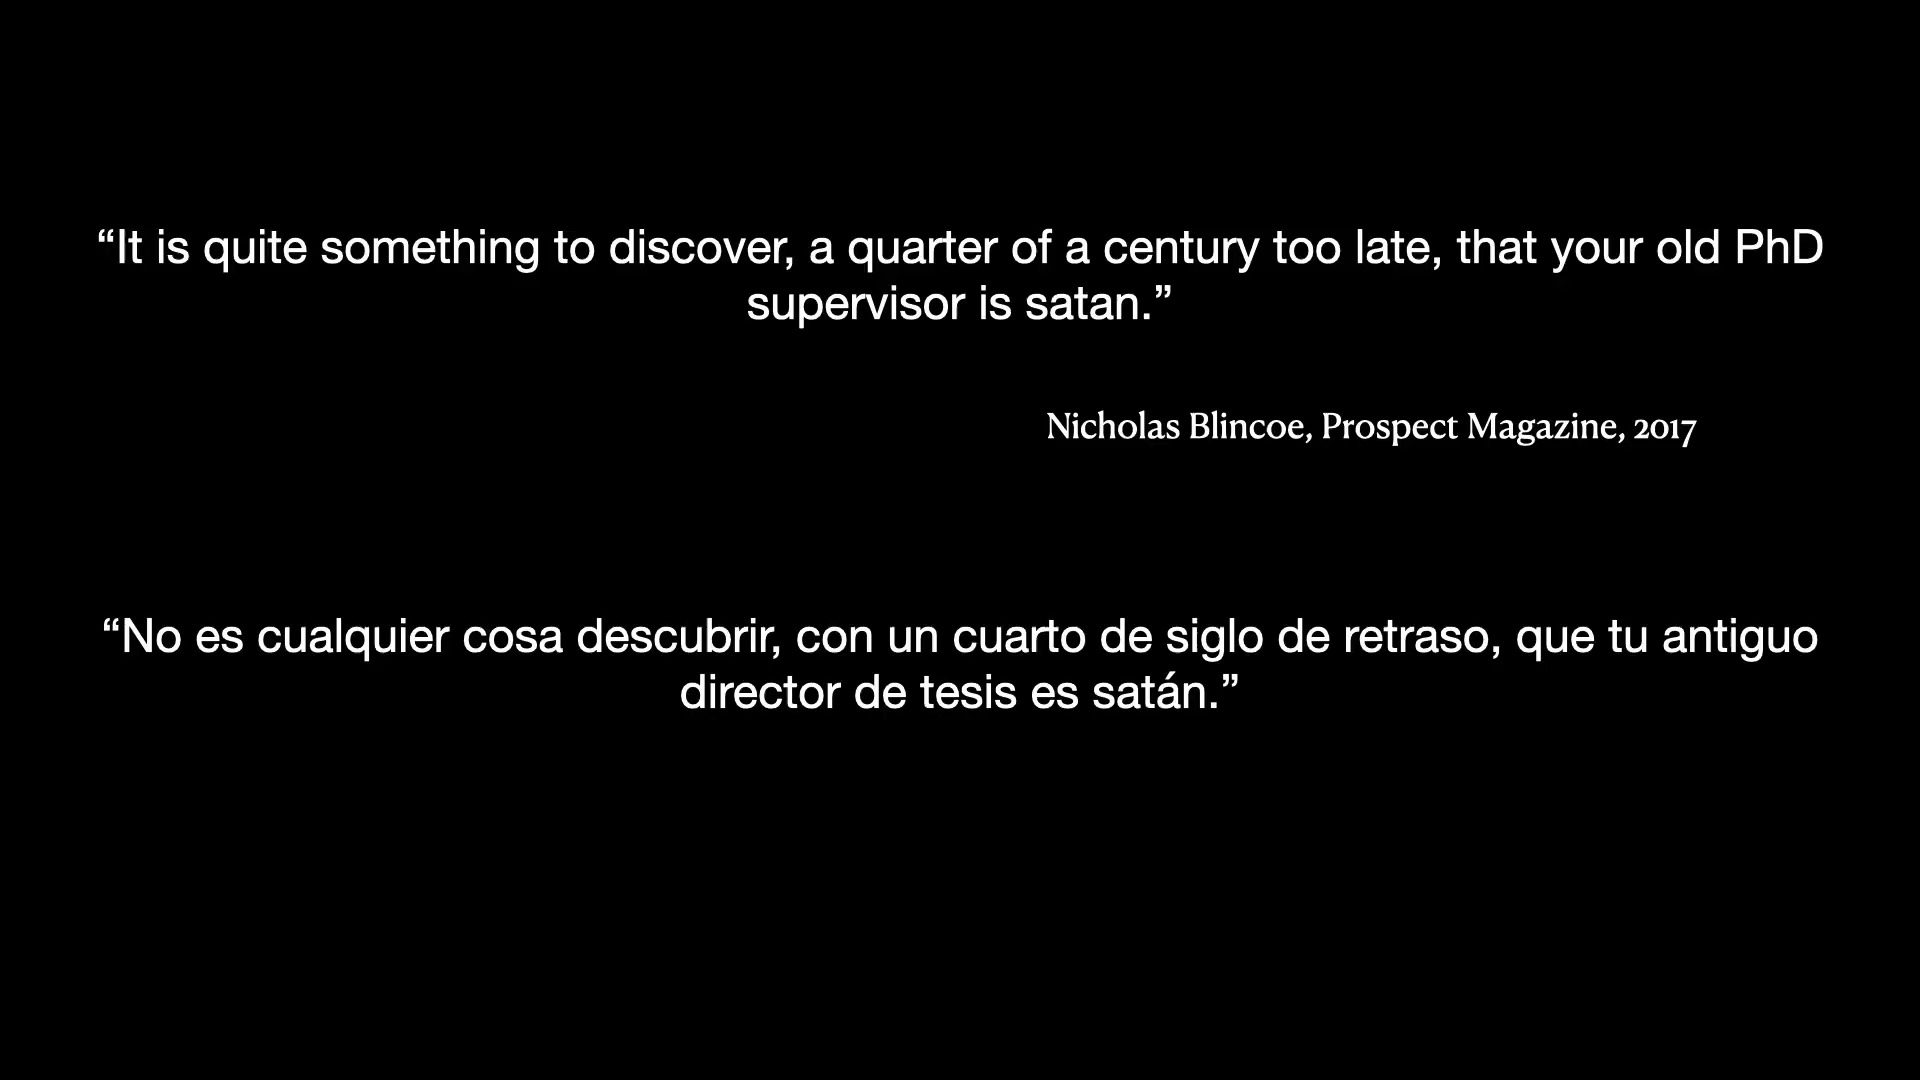 “It is quite something to discover, a quarter of a century too late, that your old PhD
supervisor is satan.”
Nicholas Blincoe, Prospect Magazine, 2017
“No es cualquier cosa descubrir, con un cuarto de siglo de retraso, que tu antiguo
director de tesis es satán.”